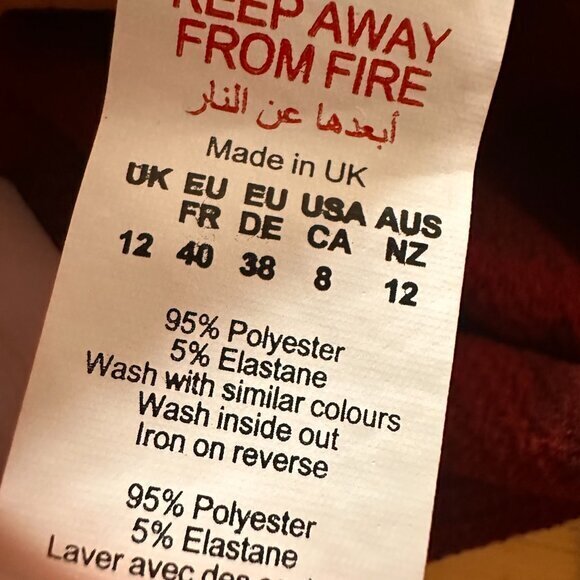 KEEP AWAY
FROM FIRE
أبعدها عن النار
Made in UK
UK EU EU USA AUS
FR DE CA NZ
12 40 38 8 12
95% Polyester
5% Elastane
Wash with similar colours
Wash inside out
Iron on reverse
95% Polyester
5% Elastane
Laver avec des